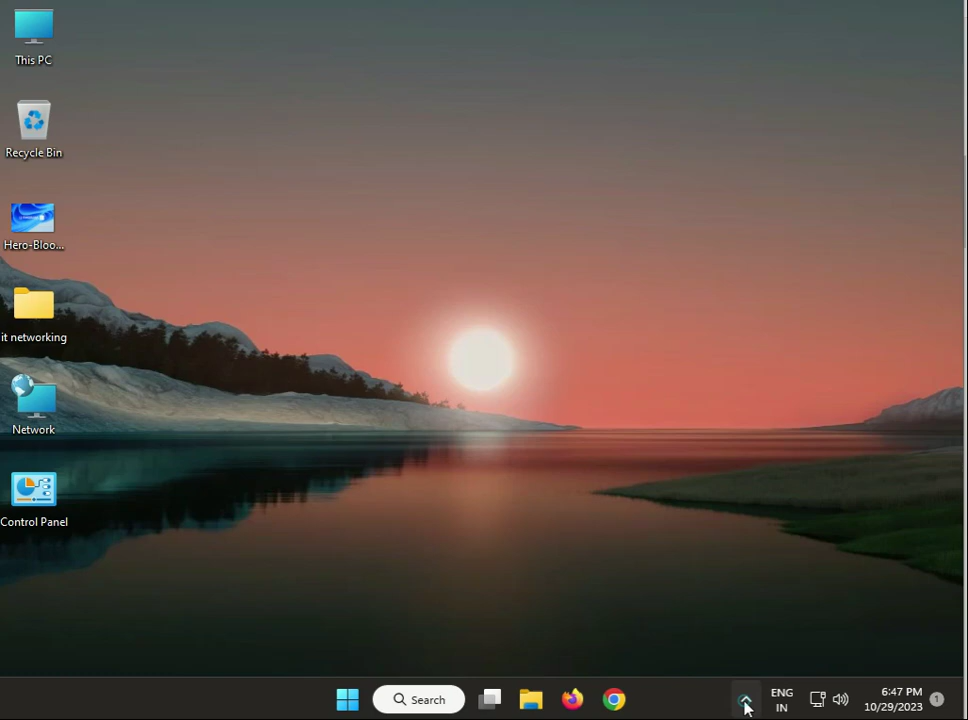 This PC
Recycle Bin
Hero-Bloo...
it networking
Network
Control Panel
Search
ENG
IN
6:47 PM
10/29/2023
1